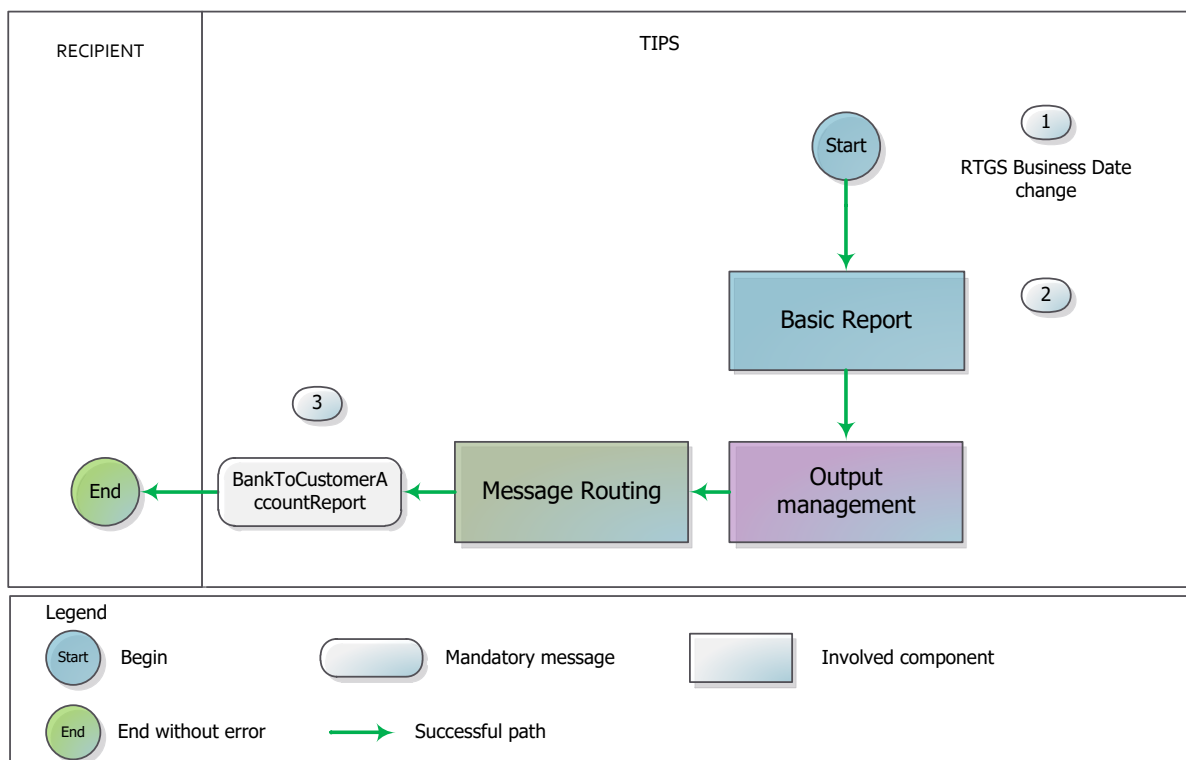 RECIPIENT
TIPS
Start
1
RTGS Business Date
change
Basic Report
2
3
End
BankToCustomerA
ccountReport
Message Routing
Output
management
Legend
Start
Begin
Mandatory message
Involved component
End
End without error
Successful path